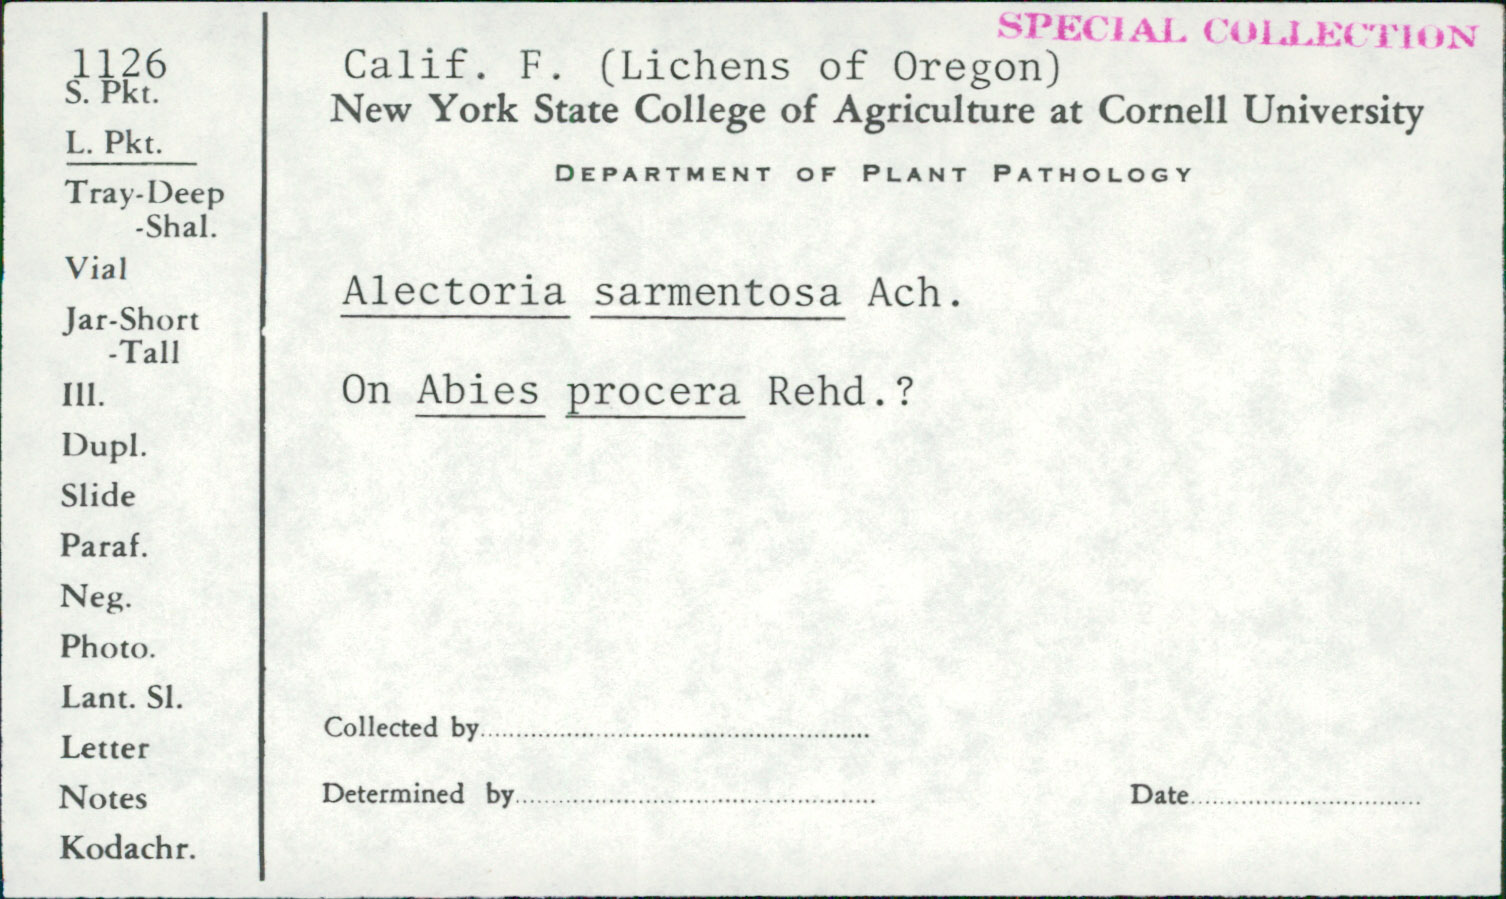 SPECIAL COLLECTION
1126
S. Pkt.
L. Pkt.
Tray-Deep
-Shal.
Vial
Jar-Short
-Tall
Ill.
Dupl.
Slide
Paraf.
Neg.
Photo.
Lant. Sl.
Letter
Notes
Kodachr.
Calif. F. (Lichens of Oregon)
New York State College of Agriculture at Cornell University
DEPARTMENT OF PLANT PATHOLOGY
Alectoria sarmentosa Ach.
On Abies procera Rehd.?
Collected by
Determined by
Date